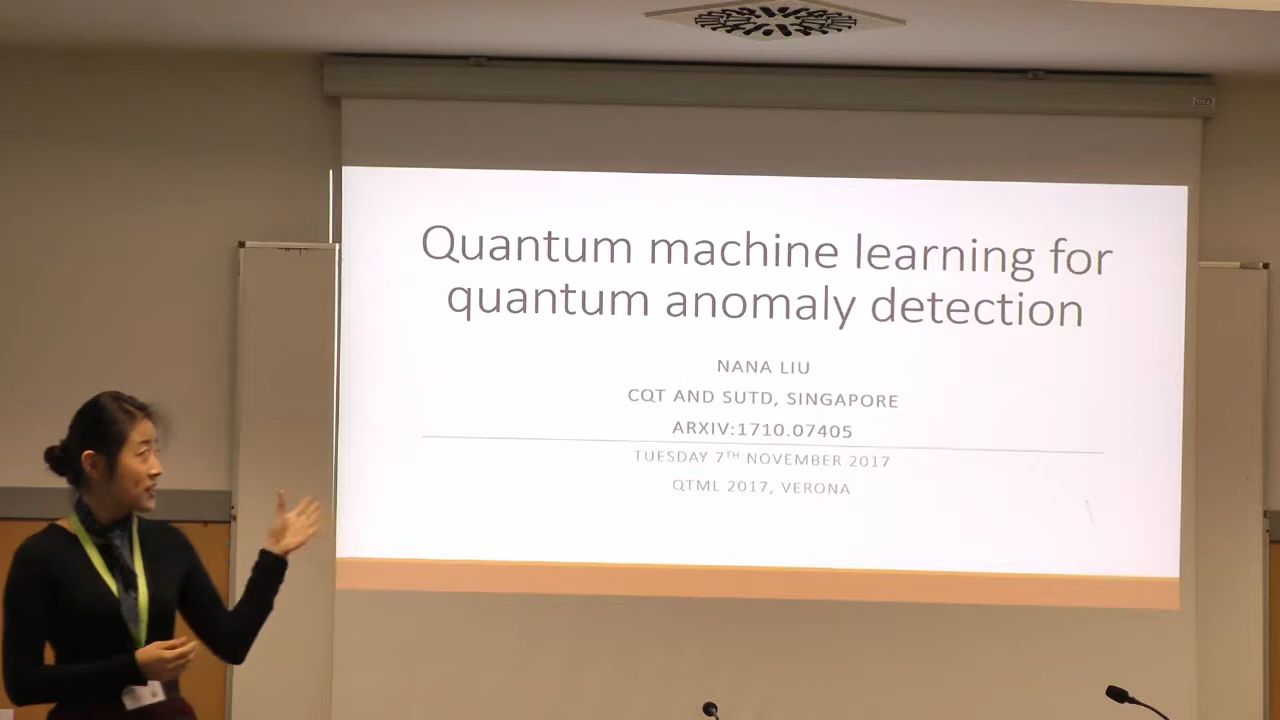 Quantum machine learning for
quantum anomaly detection
NANA LIU
CQT AND SUTD, SINGAPORE
ARXIV:1710.07405
TUESDAY 7TH NOVEMBER 2017
QTML 2017, VERONA